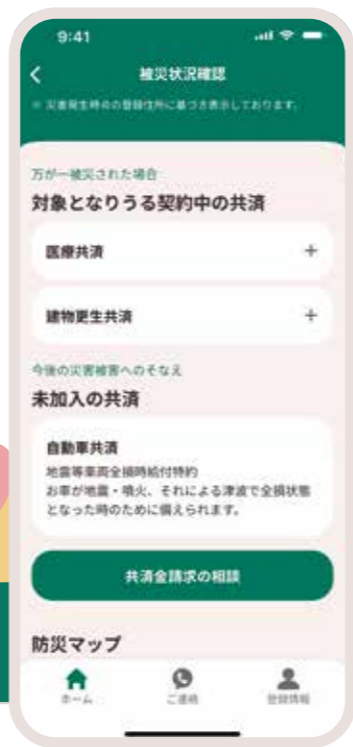 9:41
被災状況確認
※ 災害発生時点の登録住所に基づき表示しております。
万が一被災された場合
対象となりうる契約中の共済
医療共済 +
建物更生共済 +
今後の災害被害へのそなえ
未加入の共済
自動車共済
地震等車両全損時給付特約
お車が地震・噴火、それによる津波で全損状態
となった時のために備えられます。
共済金請求の相談
防災マップ
ホーム ご連絡 登録情報